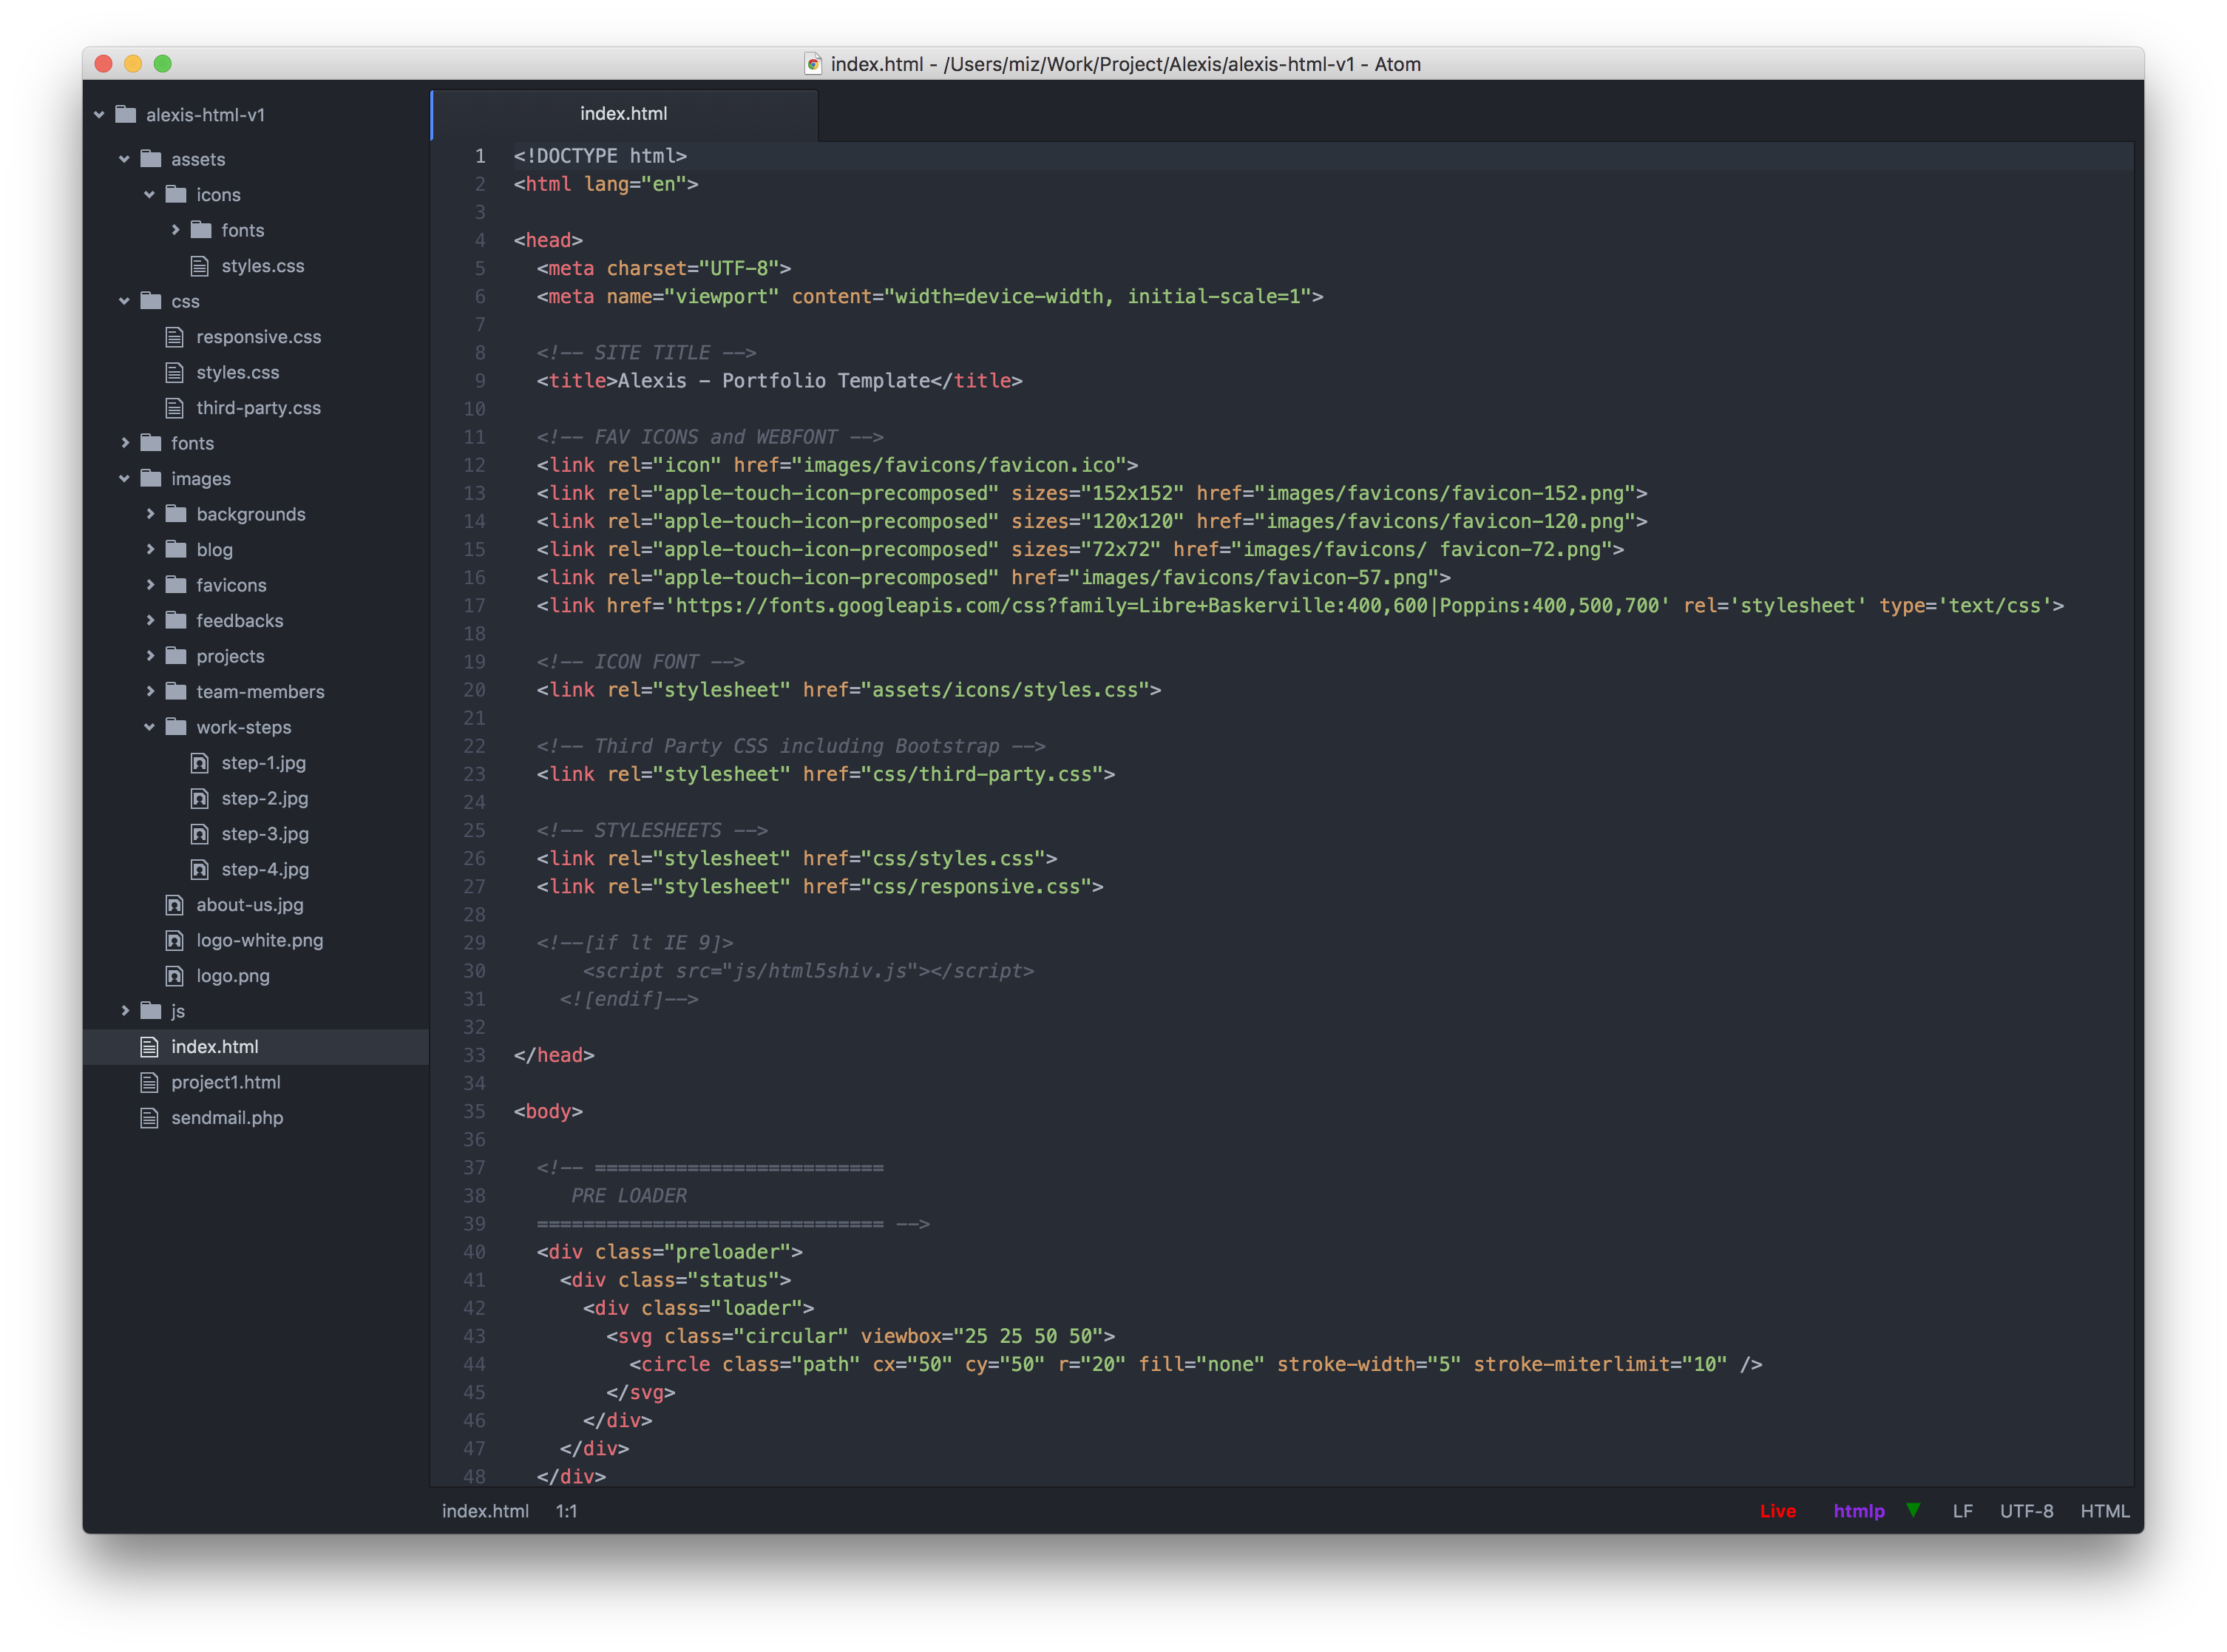 index.html - /Users/miz/Work/Project/Alexis/alexis-html-v1 - Atom
alexis-html-v1
assets
icons
fonts
styles.css
css
responsive.css
styles.css
third-party.css
fonts
images
backgrounds
blog
favicons
feedbacks
projects
team-members
work-steps
step-1.jpg
step-2.jpg
step-3.jpg
step-4.jpg
about-us.jpg
logo-white.png
logo.png
js
index.html
project1.html
sendmail.php
index.html
1 <!DOCTYPE html>
2 <html lang="en">
3
4 <head>
5   <meta charset="UTF-8">
6   <meta name="viewport" content="width=device-width, initial-scale=1">
7
8   <!-- SITE TITLE -->
9   <title>Alexis - Portfolio Template</title>
10
11   <!-- FAV ICONS and WEBFONT -->
12   <link rel="icon" href="images/favicons/favicon.ico">
13   <link rel="apple-touch-icon-precomposed" sizes="152x152" href="images/favicons/favicon-152.png">
14   <link rel="apple-touch-icon-precomposed" sizes="120x120" href="images/favicons/favicon-120.png">
15   <link rel="apple-touch-icon-precomposed" sizes="72x72" href="images/favicons/ favicon-72.png">
16   <link rel="apple-touch-icon-precomposed" href="images/favicons/favicon-57.png">
17   <link href='https://fonts.googleapis.com/css?family=Libre+Baskerville:400,600|Poppins:400,500,700' rel='stylesheet' type='text/css'>
18
19   <!-- ICON FONT -->
20   <link rel="stylesheet" href="assets/icons/styles.css">
21
22   <!-- Third Party CSS including Bootstrap -->
23   <link rel="stylesheet" href="css/third-party.css">
24
25   <!-- STYLESHEETS -->
26   <link rel="stylesheet" href="css/styles.css">
27   <link rel="stylesheet" href="css/responsive.css">
28
29   <!--[if lt IE 9]>
30       <script src="js/html5shiv.js"></script>
31     <![endif]-->
32
33 </head>
34
35 <body>
36
37   <!-- =========================
38      PRE LOADER
39   ============================== -->
40   <div class="preloader">
41     <div class="status">
42       <div class="loader">
43         <svg class="circular" viewbox="25 25 50 50">
44           <circle class="path" cx="50" cy="50" r="20" fill="none" stroke-width="5" stroke-miterlimit="10" />
45         </svg>
46       </div>
47     </div>
48   </div>
index.html 1:1 Live htmlp LF UTF-8 HTML